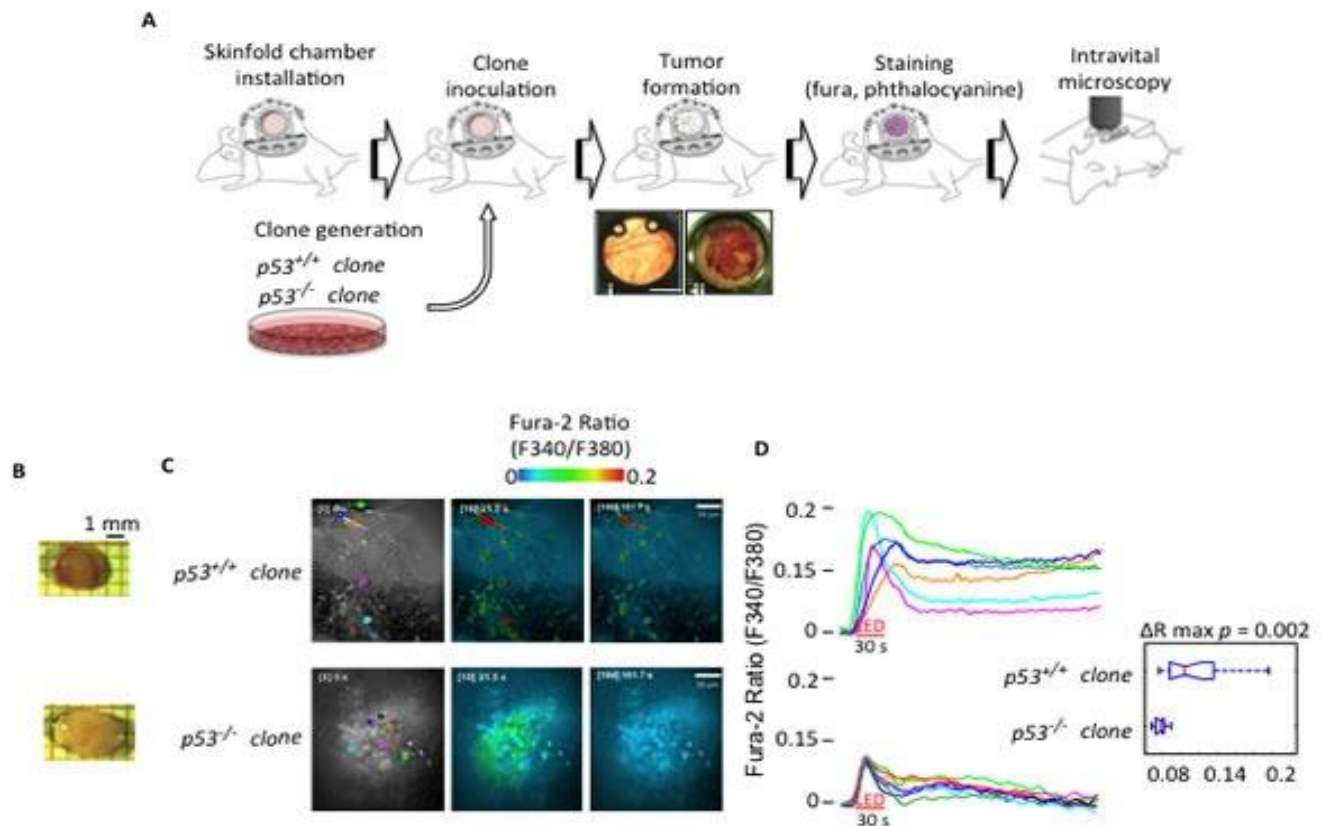 A
Skinfold chamber
installation
Clone
inoculation
Tumor
formation
Staining
(fura, phthalocyanine)
Intravital
microscopy
Clone generation
p53+/+ clone
p53-/- clone
i
ii
B
1 mm
C
Fura-2 Ratio
(F340/F380)
0 0.2
p53+/+ clone
p53-/- clone
D
Fura-2 Ratio (F340/F380)
0.2
0.15
0
LED
30 s
0.2
0.15
0
LED
30 s
ΔR max p = 0.002
p53+/+ clone
p53-/- clone
0.08 0.14 0.2